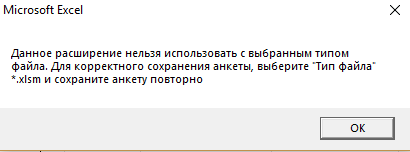 Microsoft Excel
Данное расширение нельзя использовать с выбранным типом
файла. Для корректного сохранения анкеты, выберите "Тип файла"
*.xlsm и сохраните анкету повторно
OK